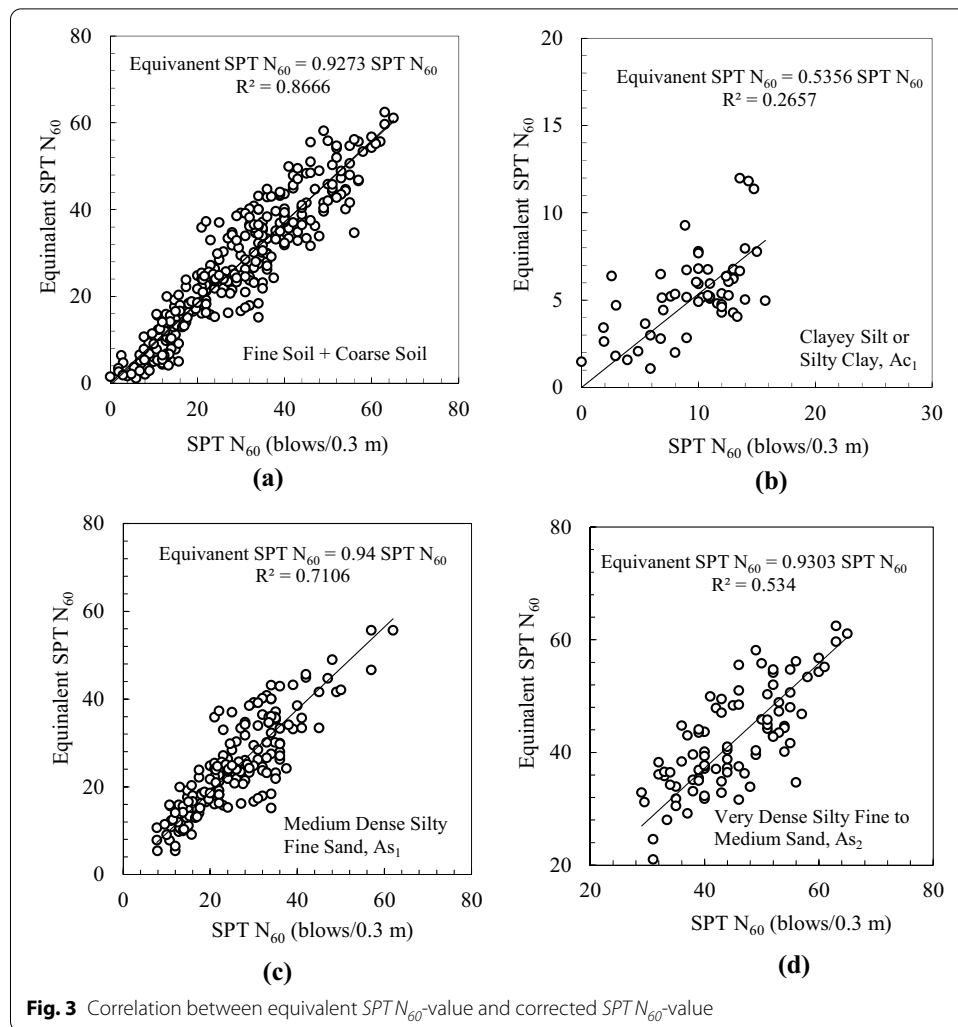 80
60
40
20
0
Equinalent SPT N₆₀
Equivanent SPT N₆₀ = 0.9273 SPT N₆₀
R² = 0.8666
Fine Soil + Coarse Soil
0 20 40 60 80
SPT N₆₀ (blows/0.3 m)
(a)
20
15
10
5
0
Equinalent SPT N₆₀
Equivanent SPT N₆₀ = 0.5356 SPT N₆₀
R² = 0.2657
Clayey Silt or
Silty Clay, Ac₁
0 10 20 30
SPT N₆₀ (blows/0.3 m)
(b)
80
60
40
20
0
Equinalent SPT N₆₀
Equivanent SPT N₆₀ = 0.94 SPT N₆₀
R² = 0.7106
Medium Dense Silty
Fine Sand, As₁
0 20 40 60 80
SPT N₆₀ (blows/0.3 m)
(c)
80
60
40
20
Equinalent SPT N₆₀
Equivanent SPT N₆₀ = 0.9303 SPT N₆₀
R² = 0.534
Very Dense Silty Fine to
Medium Sand, As₂
20 40 60 80
SPT N₆₀ (blows/0.3 m)
(d)
Fig. 3 Correlation between equivalent SPT N₆₀-value and corrected SPT N₆₀-value